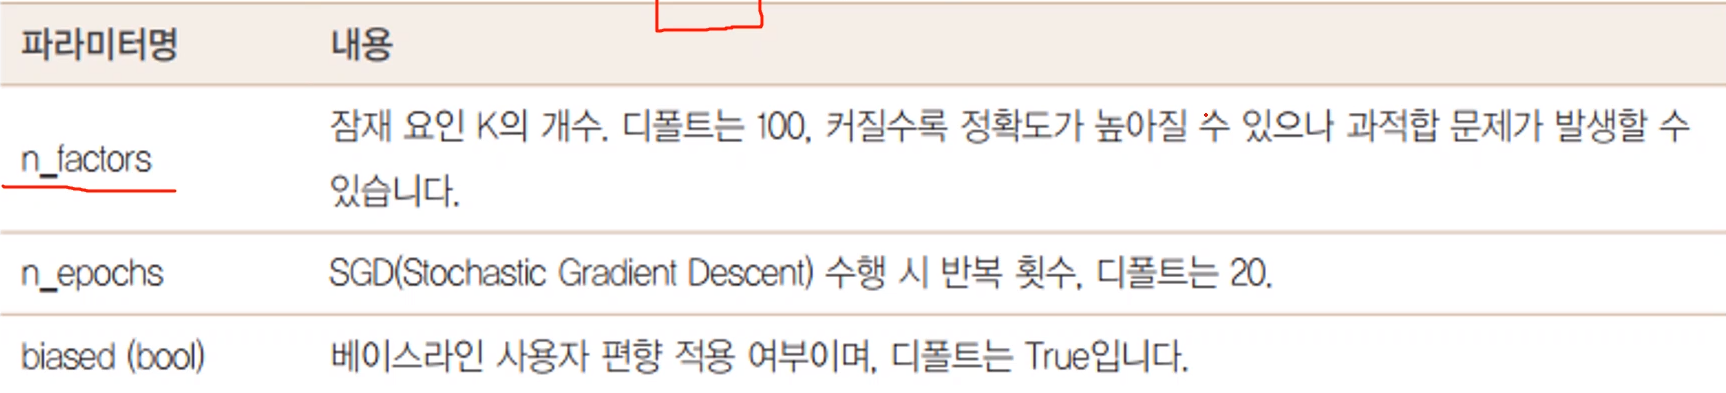 파라미터명 내용
n_factors 잠재 요인 K의 개수. 디폴트는 100, 커질수록 정확도가 높아질 수 있으나 과적합 문제가 발생할 수
있습니다.
n_epochs SGD(Stochastic Gradient Descent) 수행 시 반복 횟수, 디폴트는 20.
biased (bool) 베이스라인 사용자 편향 적용 여부이며, 디폴트는 True입니다.